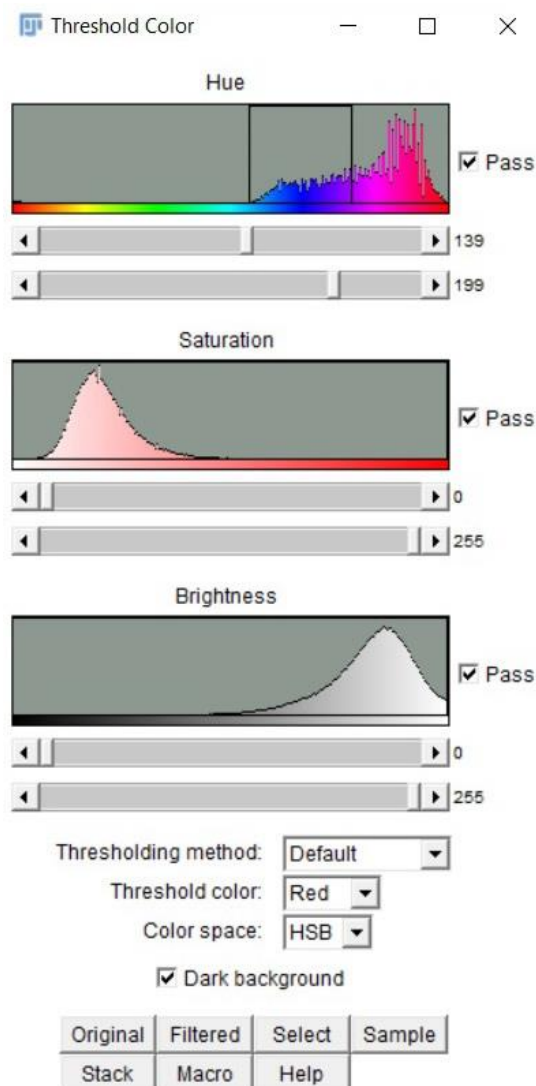 Threshold Color
Hue
Pass
139
199
Saturation
Pass
0
255
Brightness
Pass
0
255
Thresholding method: Default
Threshold color: Red
Color space: HSB
Dark background
Original Filtered Select Sample
Stack Macro Help